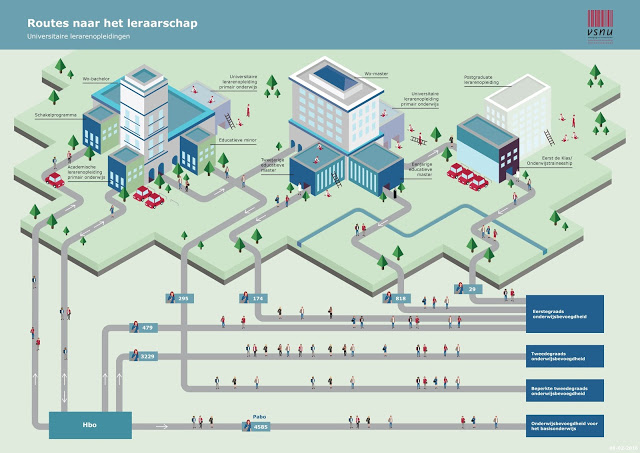 Routes naar het leraarschap
Universitaire lerarenopleidingen
vsnu
Wo-bachelor
Universitaire
lerarenopleiding
primair onderwijs
Wo-master
Universitaire
lerarenopleiding
primair onderwijs
Postgraduate
lerarenopleiding
Schakelprogramma
Educatieve minor
Academische
lerarenopleiding
primair onderwijs
Tweejarige
educatieve
master
Eenjarige
educatieve
master
Eerst de Klas/
Onderwijstraineeship
295
174
818
29
479
3229
Eerstegraads
onderwijsbevoegdheid
Tweedegraads
onderwijsbevoegdheid
Beperkte tweedegraads
onderwijsbevoegdheid
Hbo
Pabo
4585
Onderwijsbevoegdheid voor
het basisonderwijs